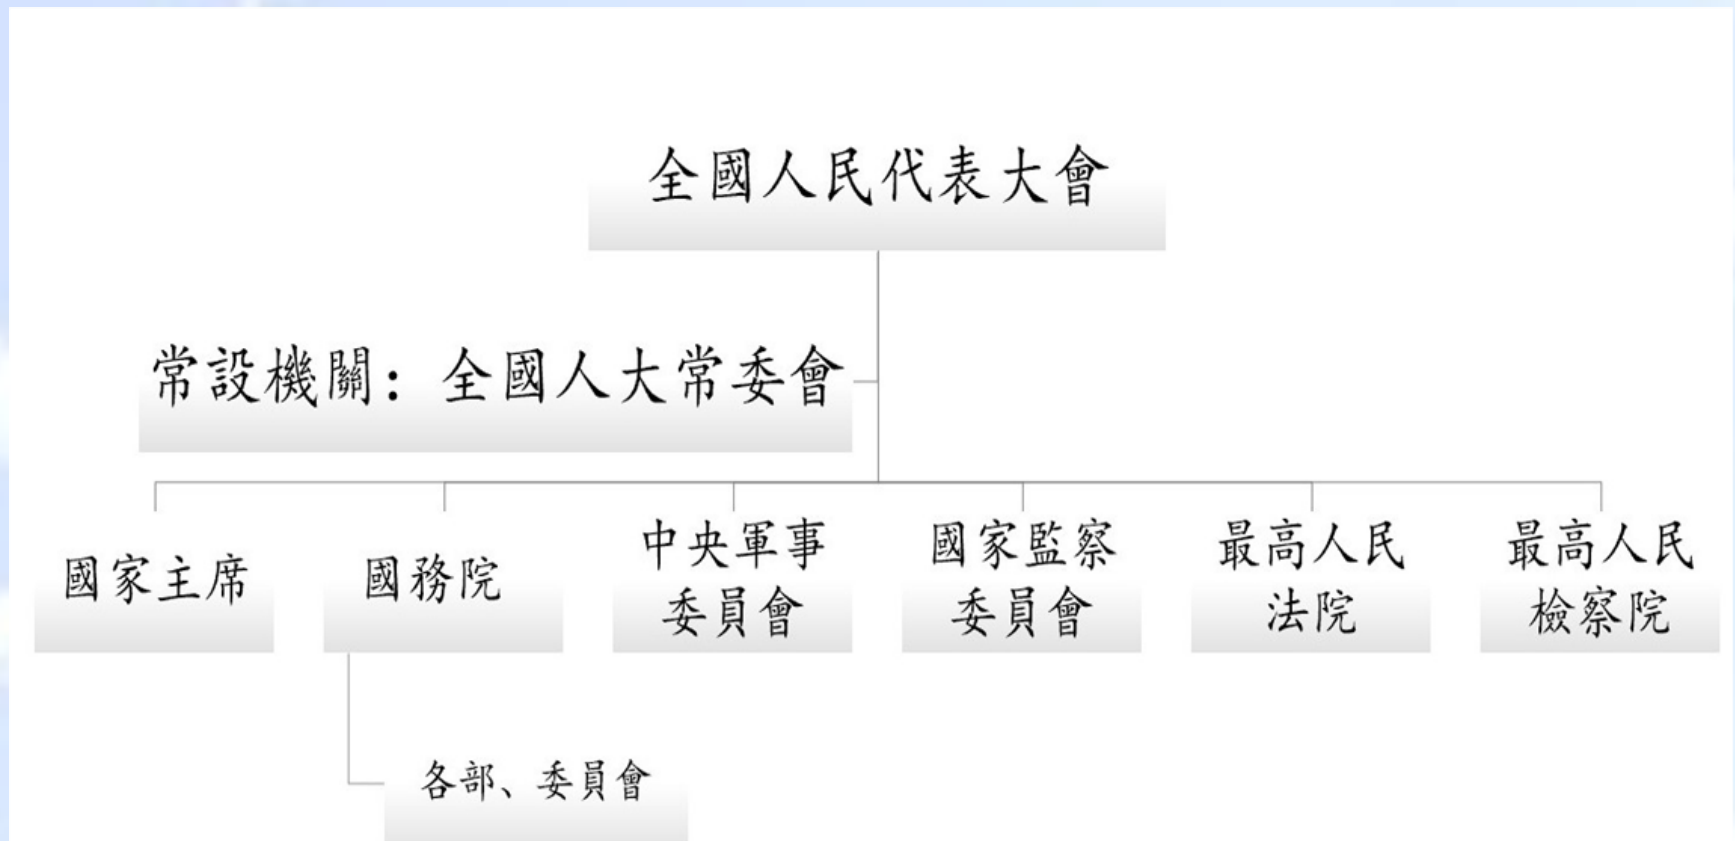 全國人民代表大會
常設機關：全國人大常委會
國家主席
國務院
中央軍事
委員會
國家監察
委員會
最高人民
法院
最高人民
檢察院
各部、委員會